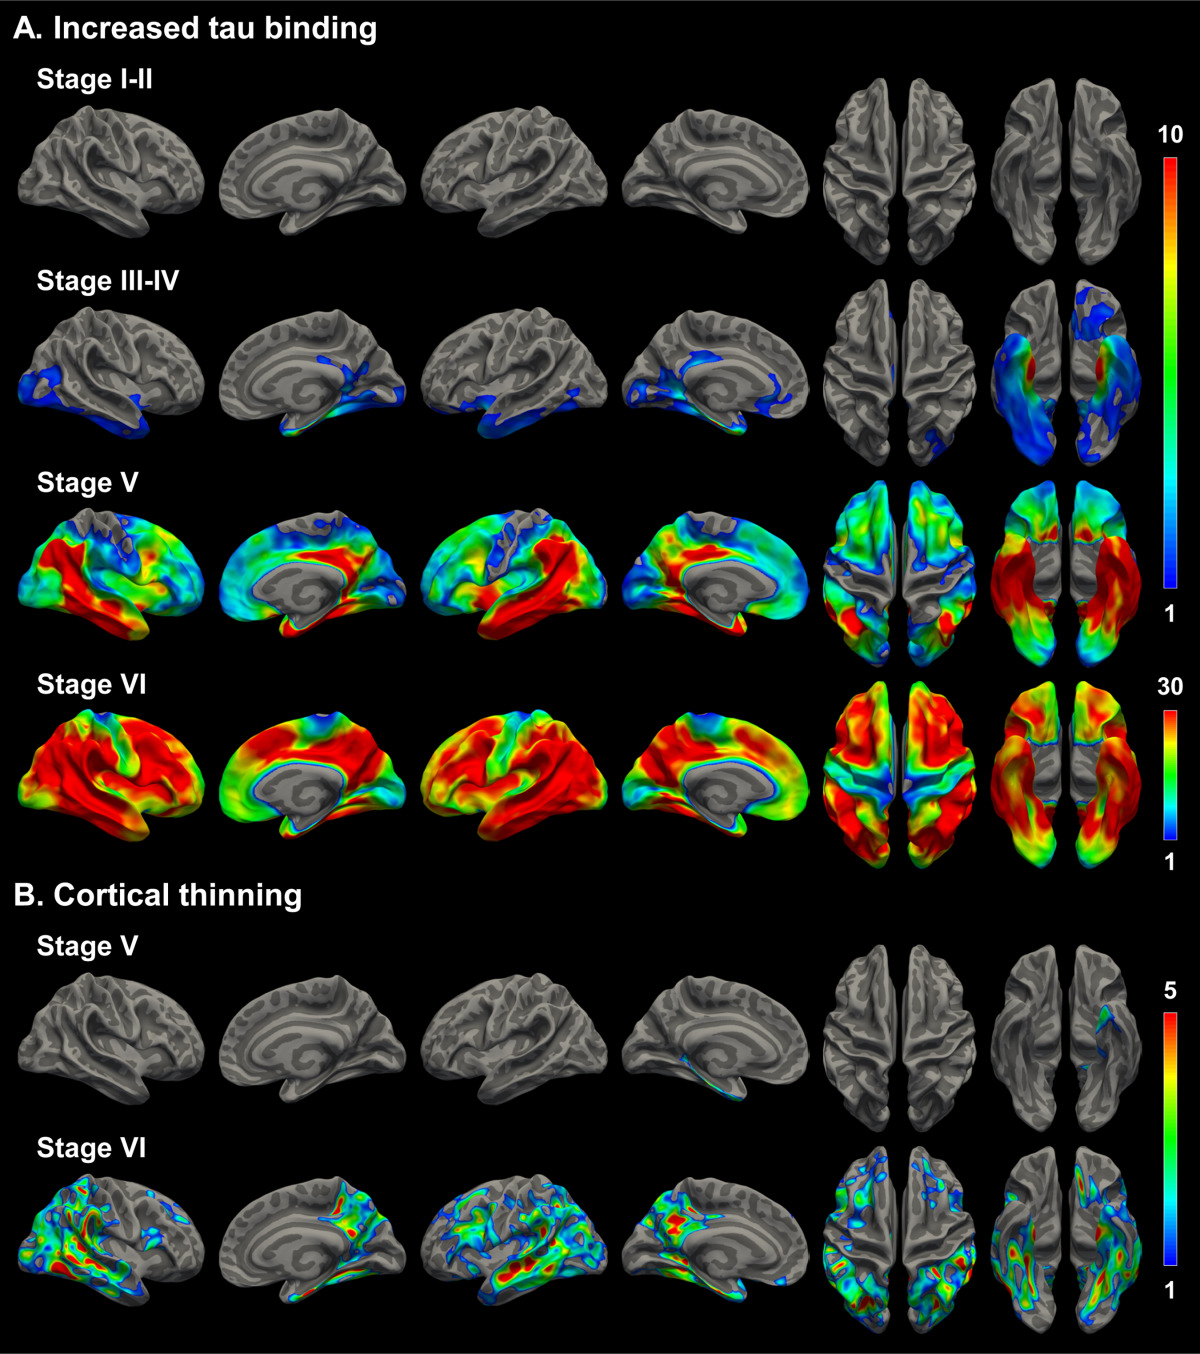 A. Increased tau binding
Stage I-II
10
Stage III-IV
Stage V
1
Stage VI
30
1
B. Cortical thinning
Stage V
5
Stage VI
1